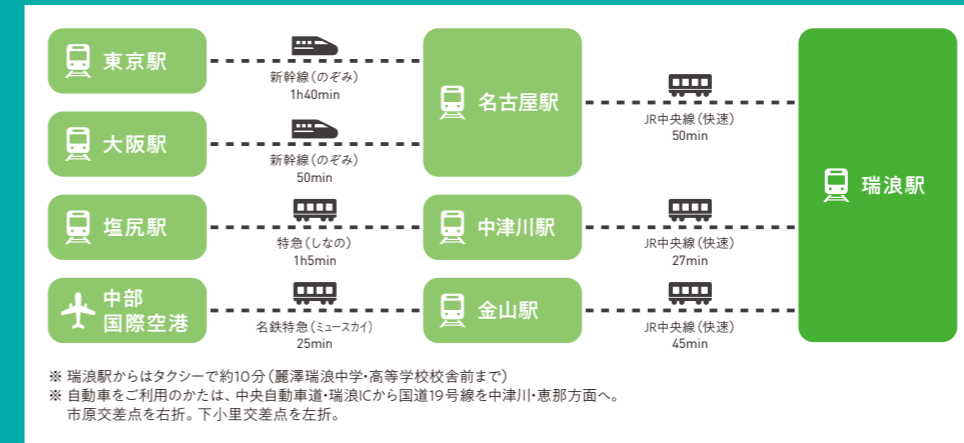 東京駅
新幹線(のぞみ)
1h40min
大阪駅
新幹線(のぞみ)
50min
名古屋駅
JR中央線(快速)
50min
塩尻駅
特急(しなの)
1h5min
中津川駅
JR中央線(快速)
27min
中部
国際空港
名鉄特急(ミュースカイ)
25min
金山駅
JR中央線(快速)
45min
瑞浪駅
※ 瑞浪駅からはタクシーで約10分(麗澤瑞浪中学・高等学校校舎前まで)
※ 自動車をご利用のかたは、中央自動車道・瑞浪ICから国道19号線を中津川・恵那方面へ。
市原交差点を右折。下小里交差点を左折。